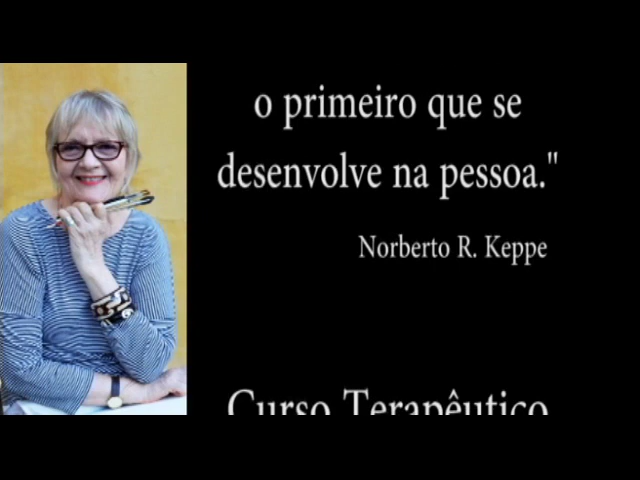 o primeiro que se
desenvolve na pessoa."
Norberto R. Keppe
Curso Terapêutico